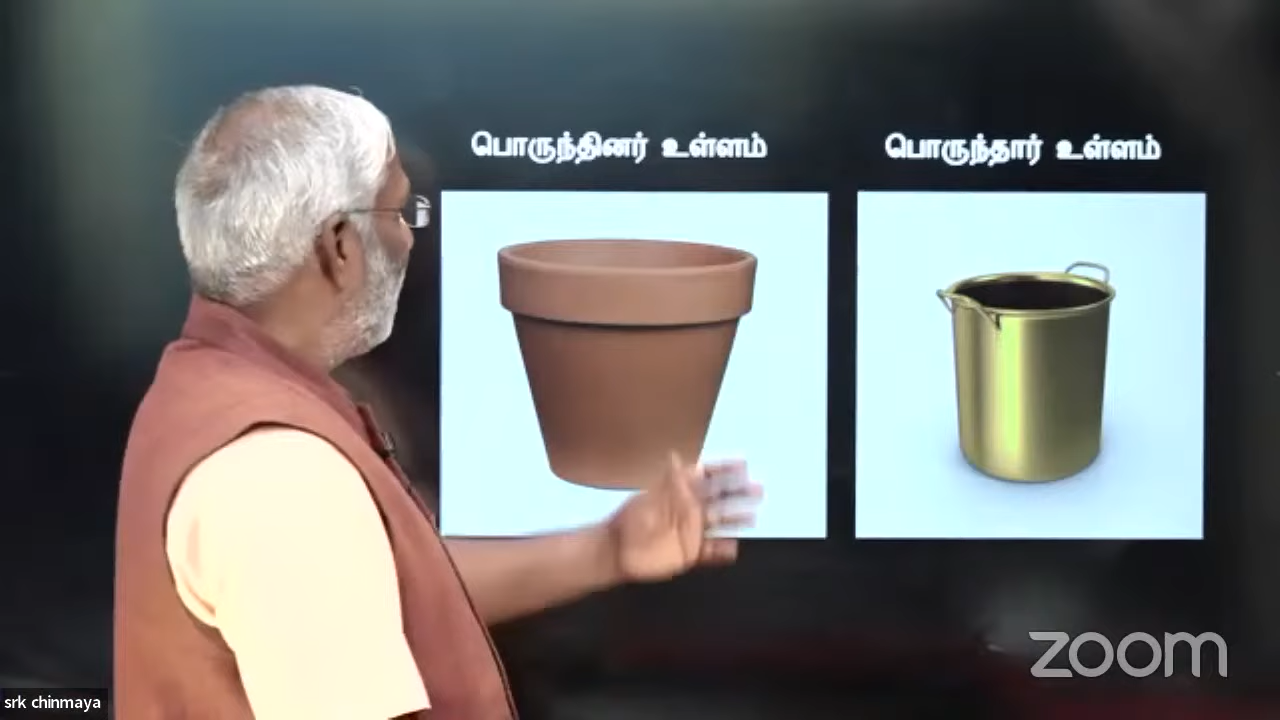 பொருந்தினர் உள்ளம்
பொருந்தார் உள்ளம்
zoom
srk chinmaya